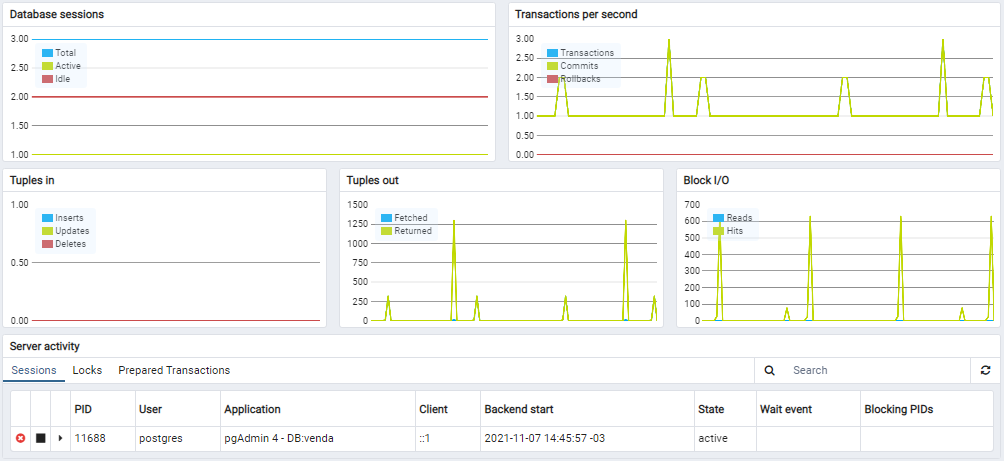 Database sessions
3.00
2.50
2.00
1.50
1.00
Total
Active
Idle
Transactions per second
3.00
2.50
2.00
1.50
1.00
0.50
0.00
Transactions
Commits
Rollbacks
Tuples in
1.00
0.50
0.00
Inserts
Updates
Deletes
Tuples out
1500
1250
1000
750
500
250
0
Fetched
Returned
Block I/O
700
600
500
400
300
200
100
0
Reads
Hits
Server activity
Sessions Locks Prepared Transactions Search
PID User Application Client Backend start State Wait event Blocking PIDs
11688 postgres pgAdmin 4 - DB:venda ::1 2021-11-07 14:45:57 -03 active